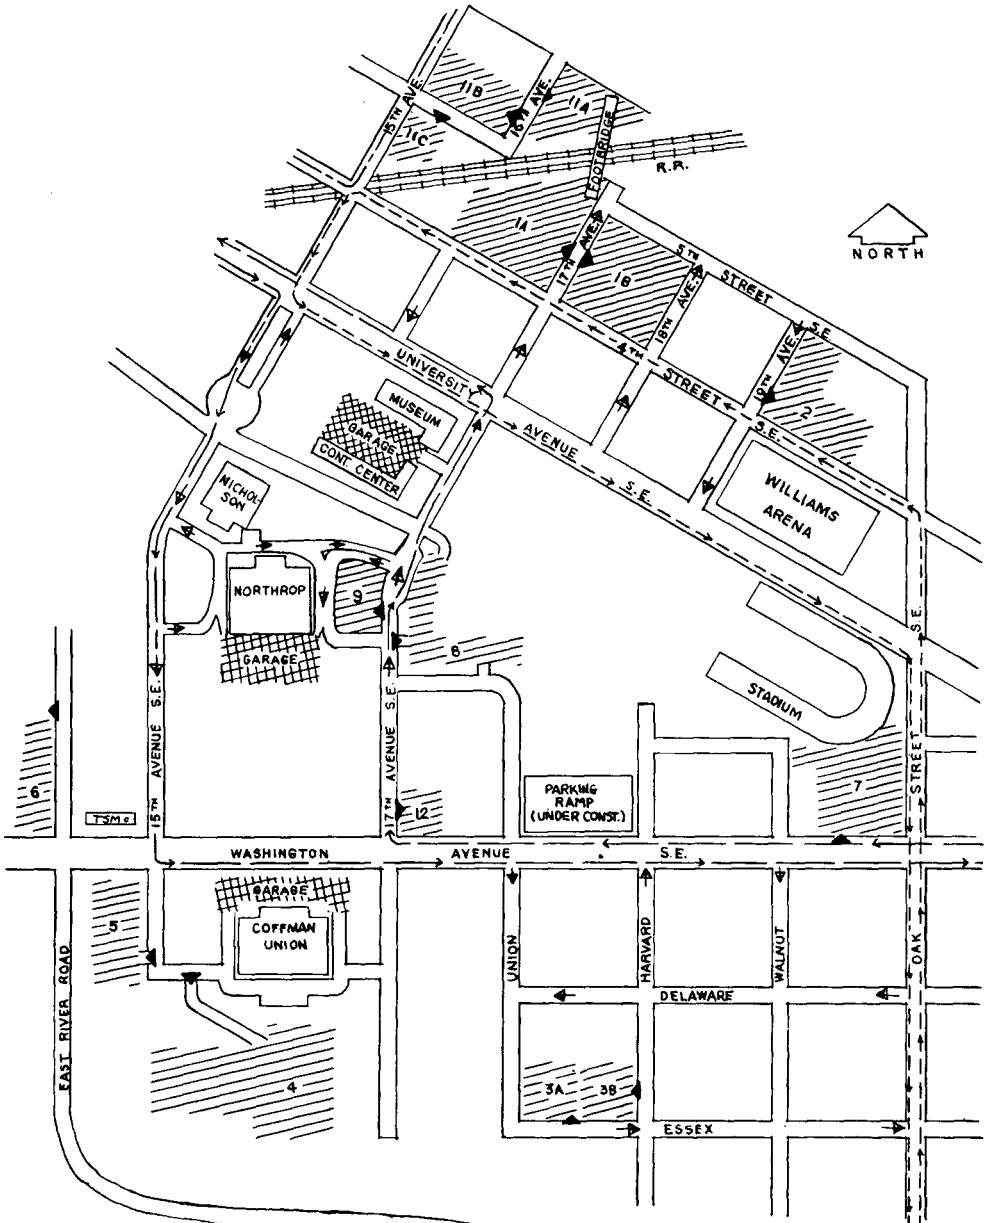 11B
15TH AVE.
16TH AVE.
11A
11C
FOOTBRIDGE
R.R.
1A
17TH AVE.
1B
5TH STREET S.E.
NORTH
18TH AVE.
4TH STREET S.E.
19TH AVE.
2
UNIVERSITY AVENUE S.E.
MUSEUM
GARAGE
CONT. CENTER
WILLIAMS
ARENA
NICHOL-
SON
NORTHROP
9
GARAGE
8
STADIUM
15TH AVENUE S.E.
17TH AVENUE S.E.
OAK STREET S.E.
6
TSMc
12
PARKING
RAMP
(UNDER CONST.)
7
WASHINGTON AVENUE S.E.
GARAGE
COFFMAN
UNION
5
EAST RIVER ROAD
UNION
HARVARD
WALNUT
DELAWARE
4
3A
3B
ESSEX